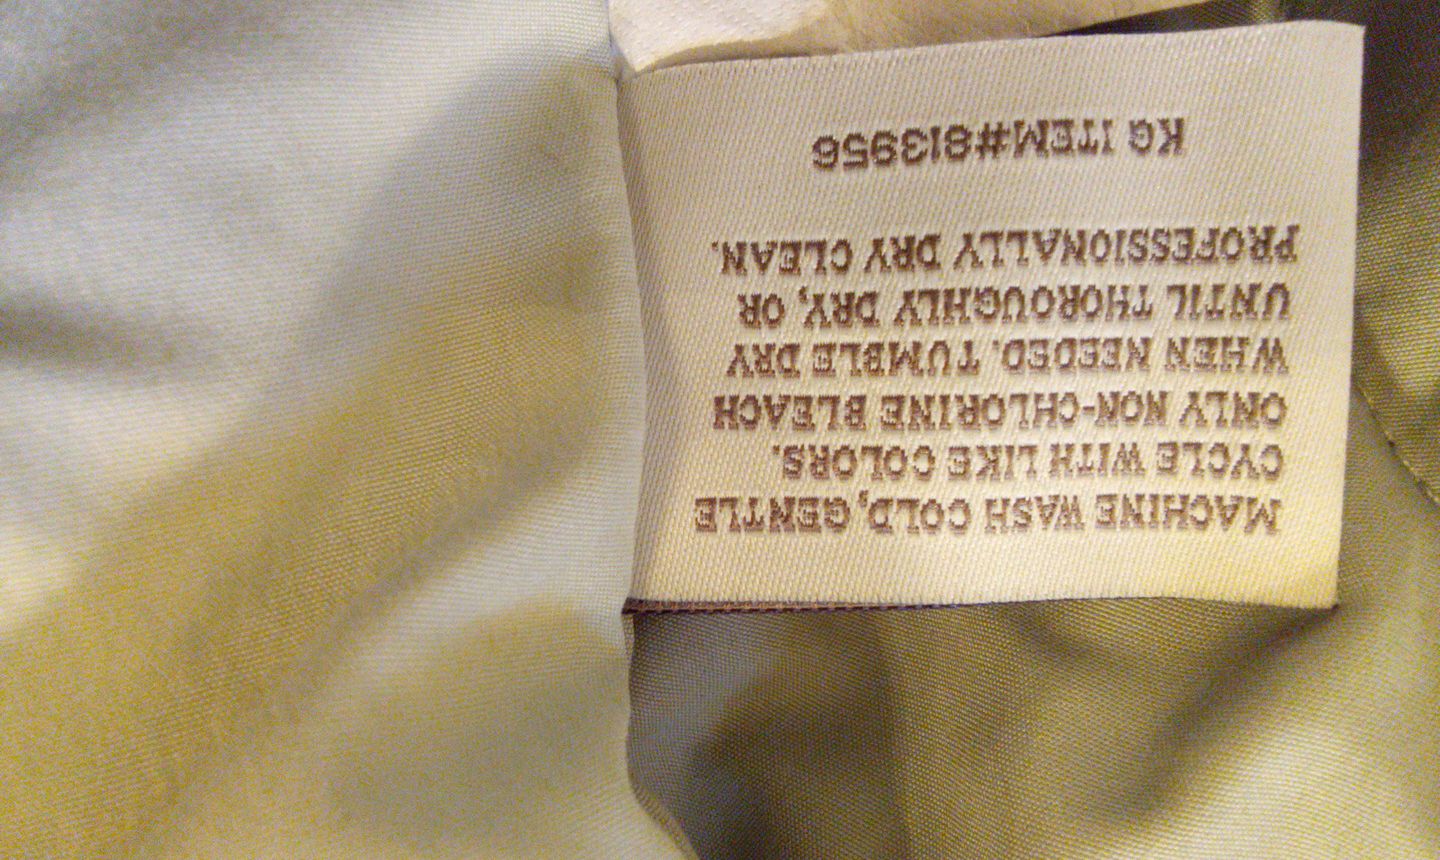 MACHINE WASH COLD, GENTLE
CYCLE WITH LIKE COLORS.
ONLY NON-CHLORINE BLEACH
WHEN NEEDED. TUMBLE DRY
UNTIL THOROUGHLY DRY, OR
PROFESSIONALLY DRY CLEAN.
KG ITEM#813956